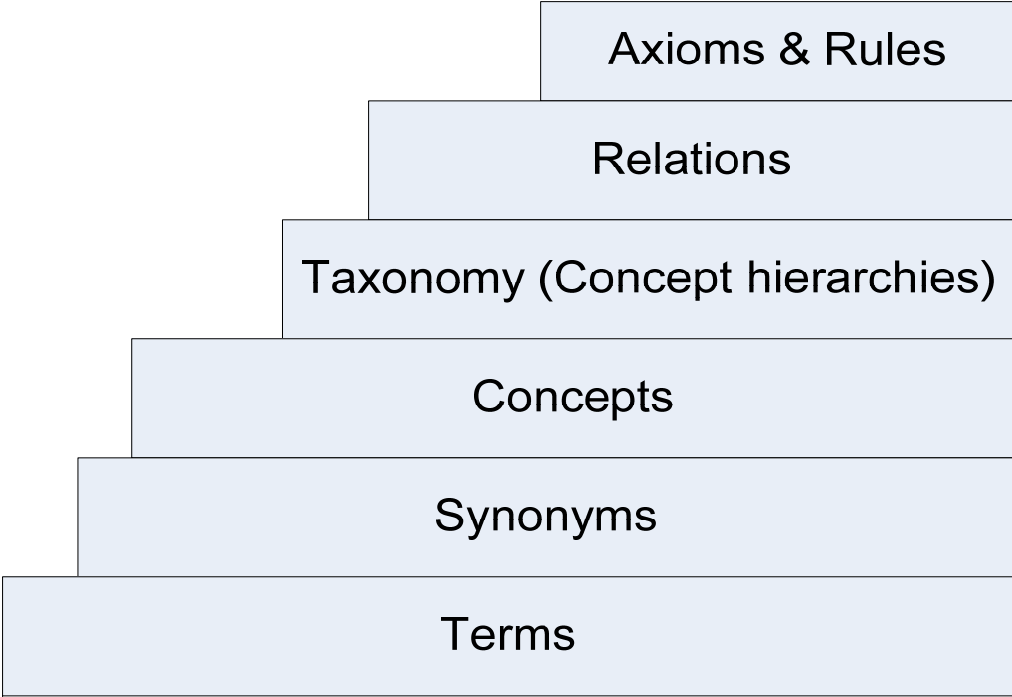 Axioms & Rules
Relations
Taxonomy (Concept hierarchies)
Concepts
Synonyms
Terms